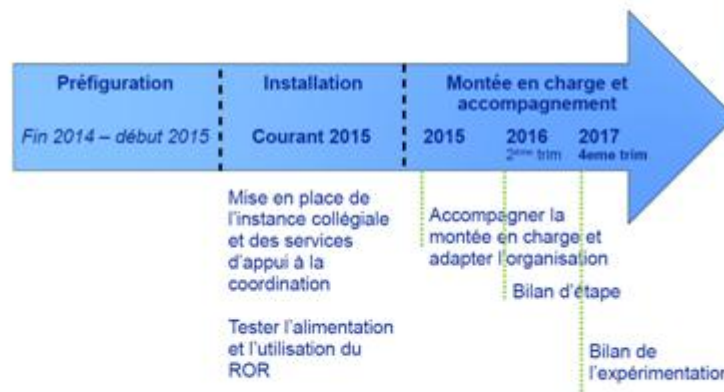 Préfiguration
Fin 2014 – début 2015
Installation
Courant 2015
Montée en charge et
accompagnement
2015
2016
2ème trim
2017
4eme trim
Mise en place de
l'instance collégiale
et des services
d'appui à la
coordination
Tester l'alimentation
et l'utilisation du
ROR
Accompagner la
montée en charge et
adapter l'organisation
Bilan d'étape
Bilan de
l'expérimentation